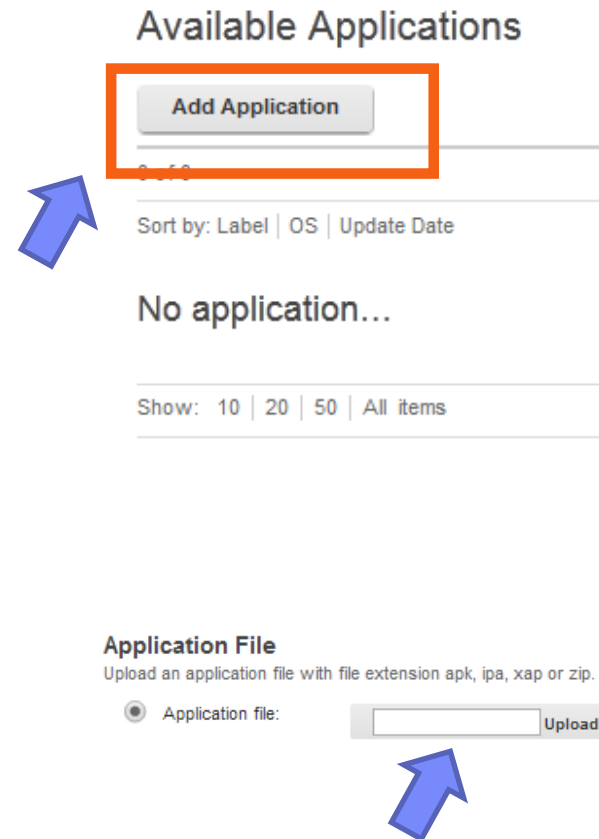 Available Applications
Add Application
Sort by: Label | OS | Update Date
No application...
Show: 10 | 20 | 50 | All items
Application File
Upload an application file with file extension apk, ipa, xap or zip.
Application file:
Upload